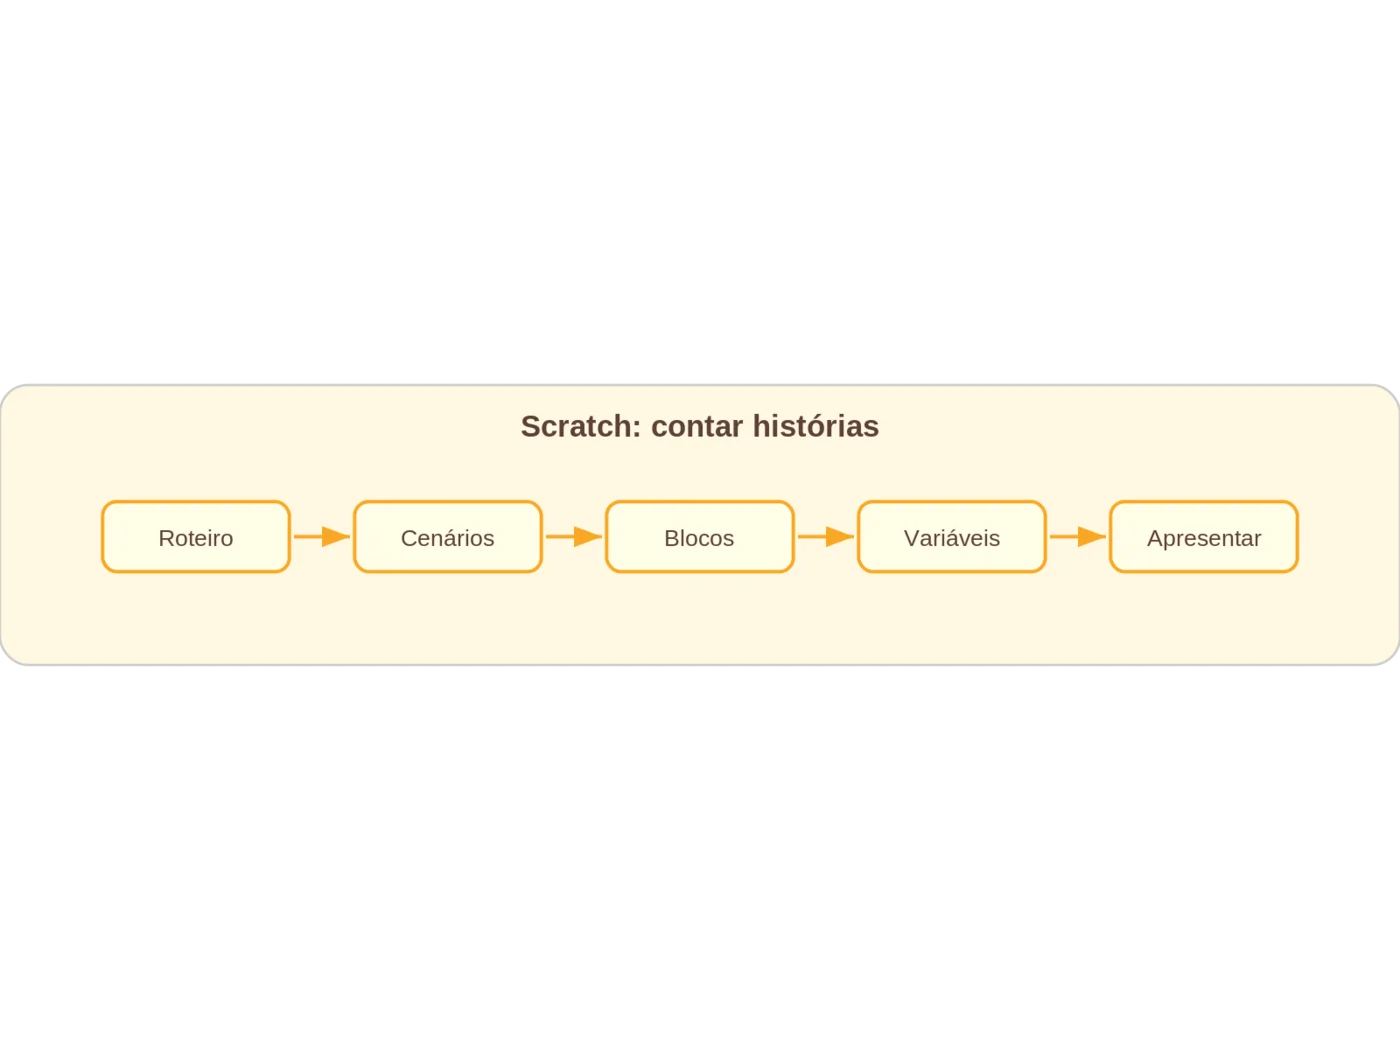 Scratch: contar histórias
Roteiro
Cenários
Blocos
Variáveis
Apresentar